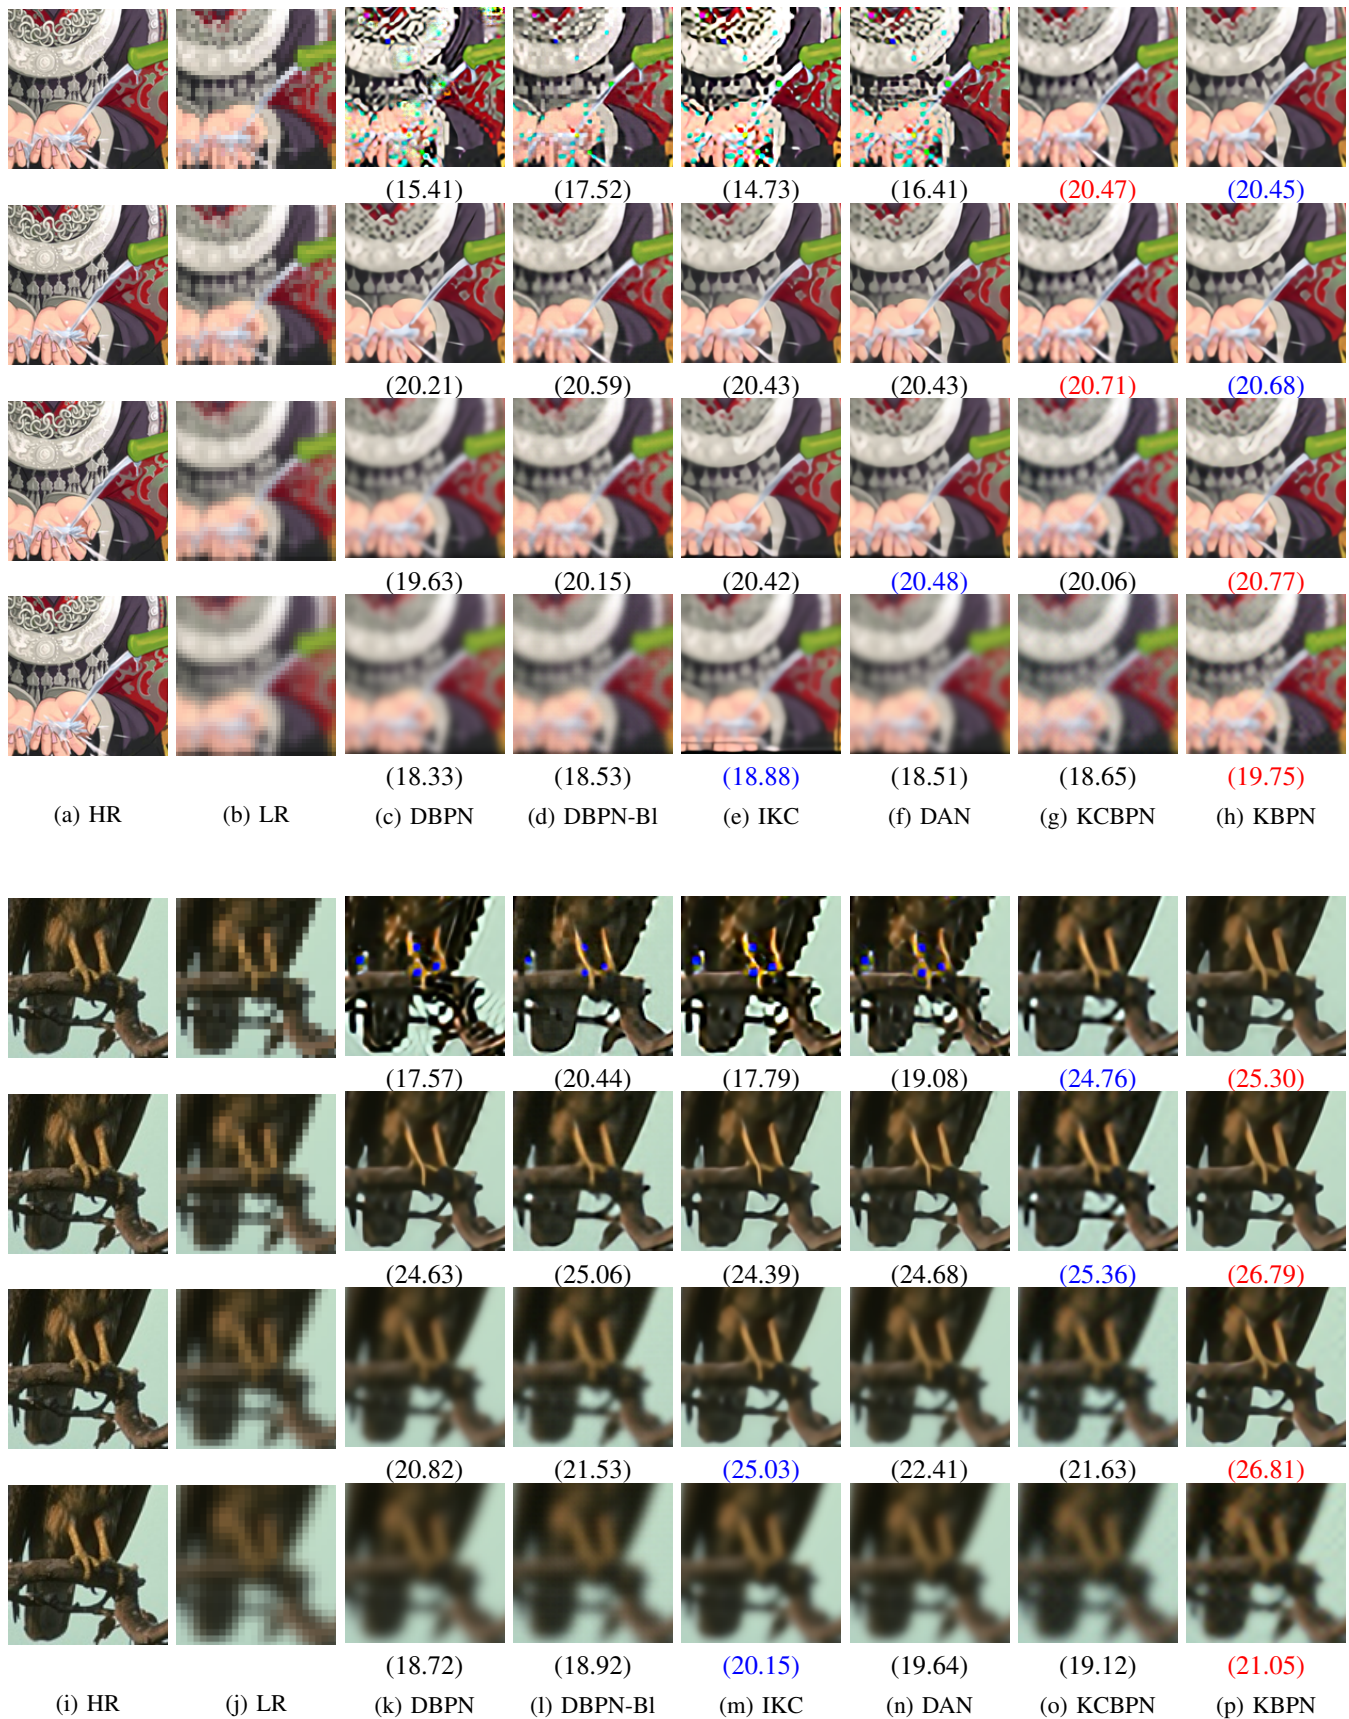 (15.41) (17.52) (14.73) (16.41) (20.47) (20.45)
(20.21) (20.59) (20.43) (20.43) (20.71) (20.68)
(19.63) (20.15) (20.42) (20.48) (20.06) (20.77)
(18.33) (18.53) (18.88) (18.51) (18.65) (19.75)
(a) HR (b) LR (c) DBPN (d) DBPN-Bl (e) IKC (f) DAN (g) KCBPN (h) KBPN
(17.57) (20.44) (17.79) (19.08) (24.76) (25.30)
(24.63) (25.06) (24.39) (24.68) (25.36) (26.79)
(20.82) (21.53) (25.03) (22.41) (21.63) (26.81)
(18.72) (18.92) (20.15) (19.64) (19.12) (21.05)
(i) HR (j) LR (k) DBPN (l) DBPN-Bl (m) IKC (n) DAN (o) KCBPN (p) KBPN